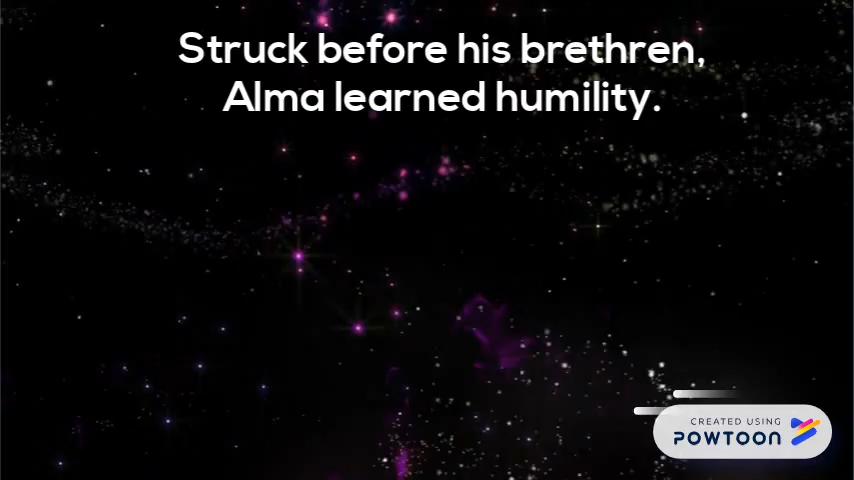 Struck before his brethren,
Alma learned humility.
CREATED USING
POWTOON